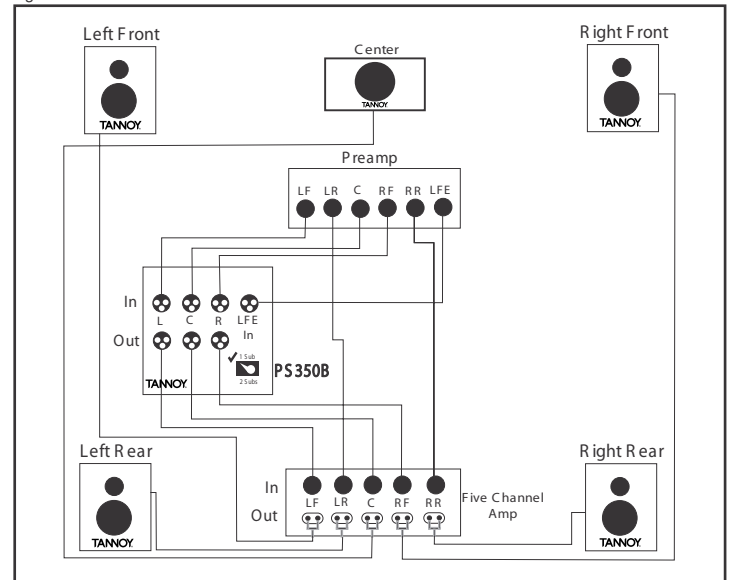 Left Front
Center
Right Front
TANNOY
TANNOY
TANNOY
Preamp
LF LR C RF RR LFE
In
L C R LFE
In
Out
1 Sub
PS350B
2 Subs
TANNOY
Left Rear
Right Rear
In
LF LR C RF RR
Five Channel
Amp
Out
TANNOY
TANNOY